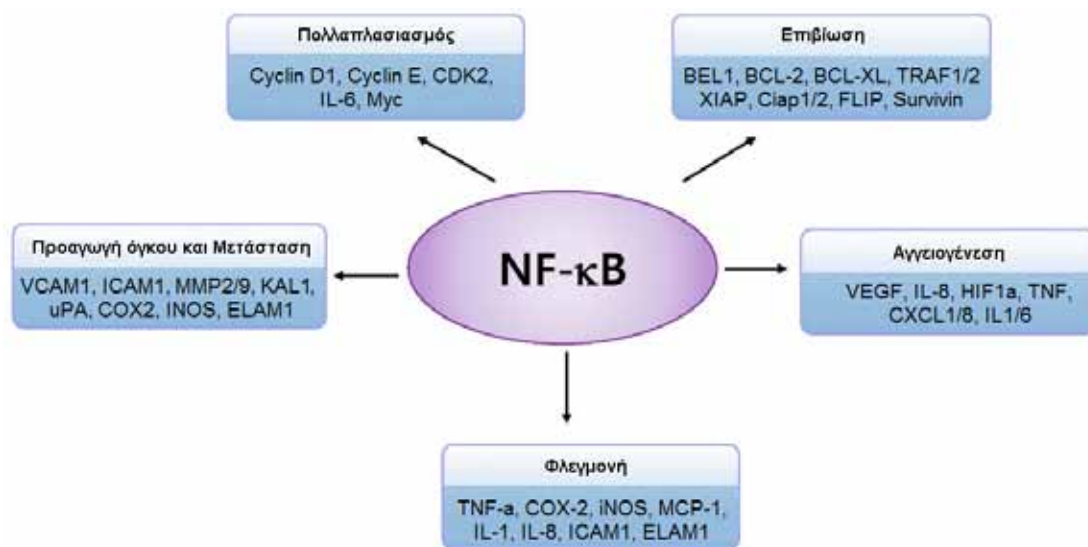 Πολλαπλασιασμός
Cyclin D1, Cyclin E, CDK2,
IL-6, Myc
Επιβίωση
BEL1, BCL-2, BCL-XL, TRAF1/2
XIAP, Ciap1/2, FLIP, Survivin
Προαγωγή όγκου και Μετάσταση
VCAM1, ICAM1, MMP2/9, KAL1,
uPA, COX2, INOS, ELAM1
NF-κB
Αγγειογένεση
VEGF, IL-8, HIF1a, TNF,
CXCL1/8, IL1/6
Φλεγμονή
TNF-a, COX-2, iNOS, MCP-1,
IL-1, IL-8, ICAM1, ELAM1